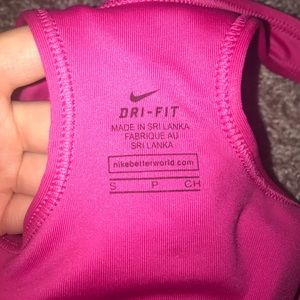 DRI-FIT
MADE IN SRI LANKA
FABRIQUE AU
SRI LANKA
nikebetterworld.com
S P CH